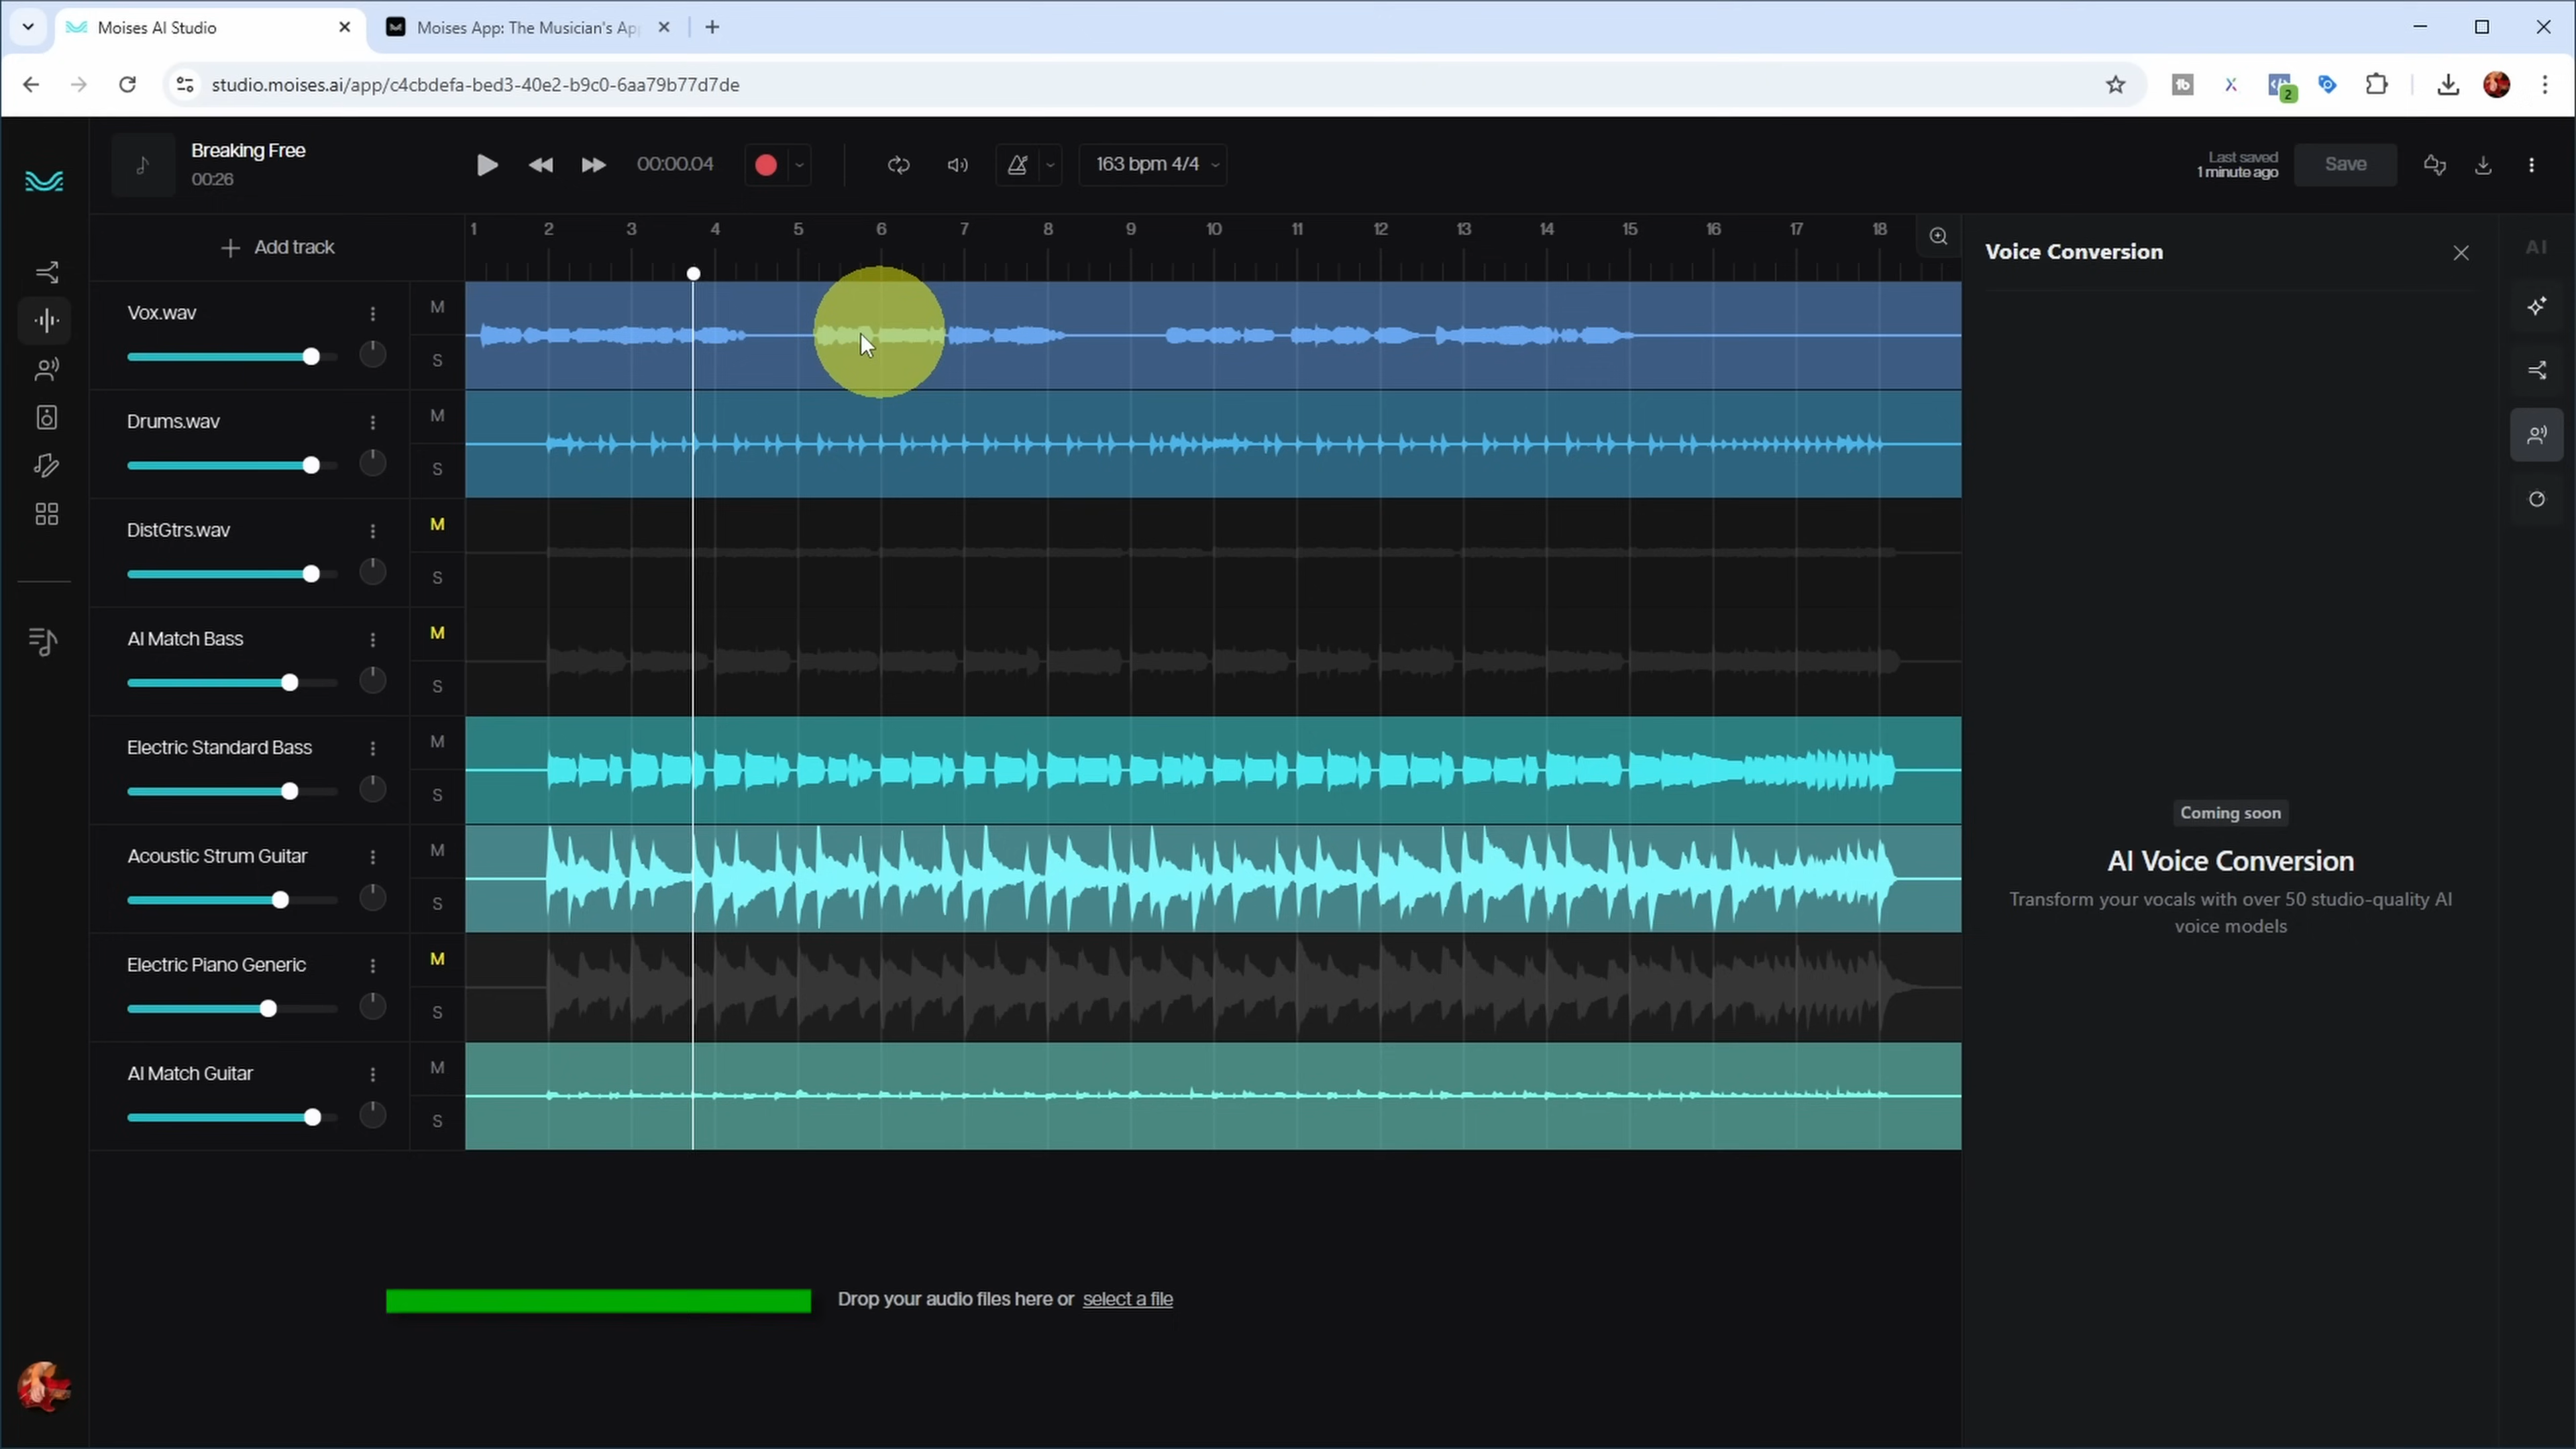 Moises AI Studio
Moises App: The Musician's Ap
studio.moises.ai/app/c4cbdefa-bed3-40e2-b9c0-6aa79b77d7de
2
Breaking Free
00:26
00:00.04
163 bpm 4/4
Last saved
1 minute ago
Save
Add track
1 2 3 4 5 6 7 8 9 10 11 12 13 14 15 16 17 18
Voice Conversion
AI
Vox.wav
M
S
Drums.wav
M
S
DistGtrs.wav
M
S
AI Match Bass
M
S
Electric Standard Bass
M
S
Acoustic Strum Guitar
M
S
Electric Piano Generic
M
S
AI Match Guitar
M
S
Coming soon
AI Voice Conversion
Transform your vocals with over 50 studio-quality AI
voice models
Drop your audio files here or select a file